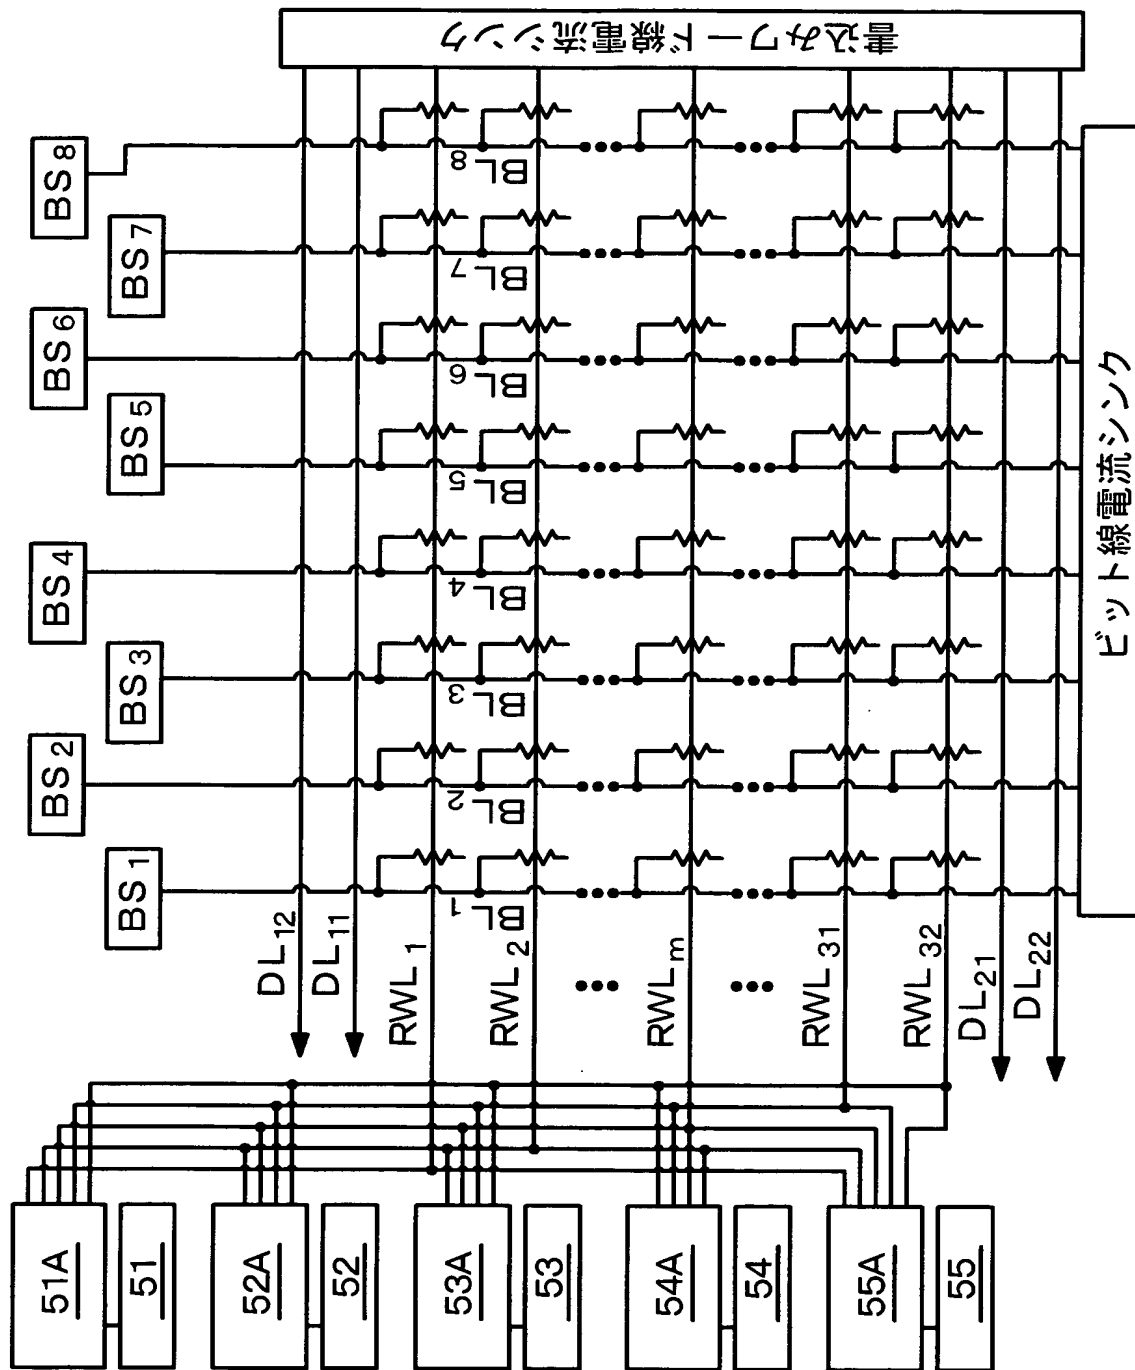 書込みワード線電流シンク
BS8
BS7
BS6
BS5
BS4
BS3
BS2
BS1
BL8
BL7
BL6
BL5
BL4
BL3
BL2
BL1
DL12
DL11
RWL1
RWL2
RWLm
RWL31
RWL32
DL21
DL22
ビット線電流シンク
51A
51
52A
52
53A
53
54A
54
55A
55